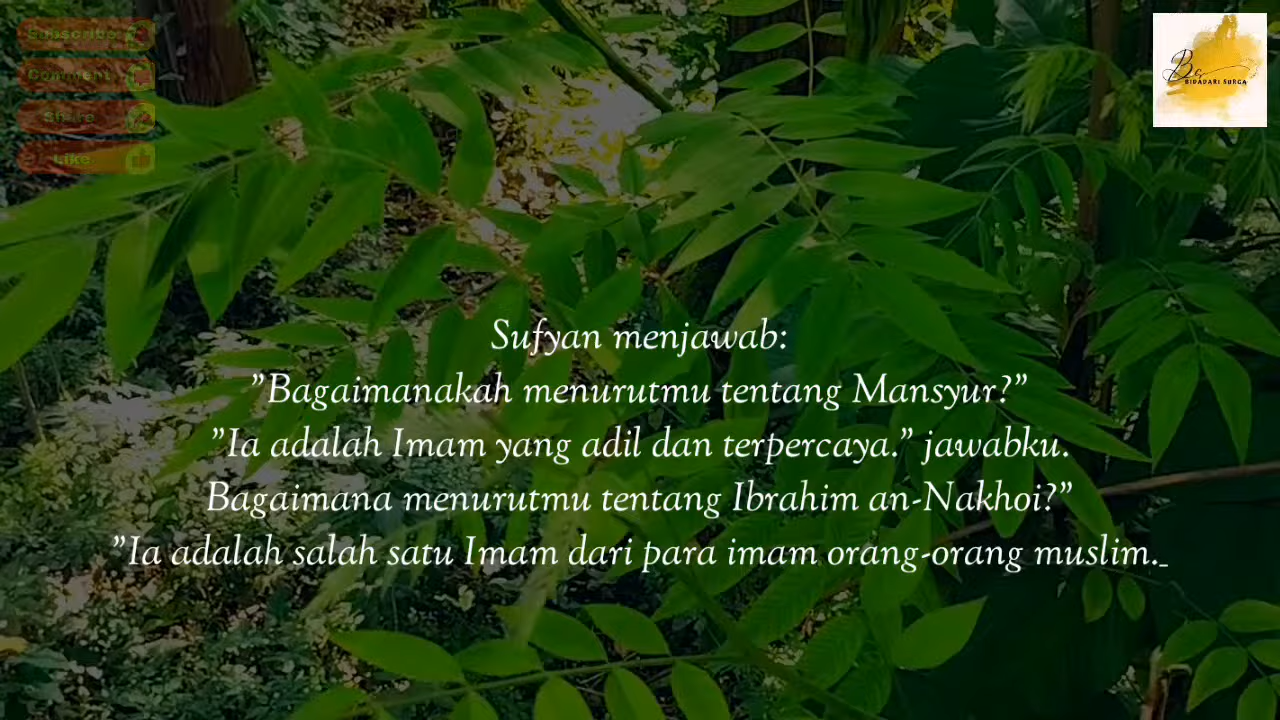 Subscribe
Comment
Share
Like
Bs
BIDADARI SURGA
Sufyan menjawab:
”Bagaimanakah menurutmu tentang Mansyur?”
”Ia adalah Imam yang adil dan terpercaya.” jawabku.
Bagaimana menurutmu tentang Ibrahim an-Nakhoi?”
”Ia adalah salah satu Imam dari para imam orang-orang muslim._